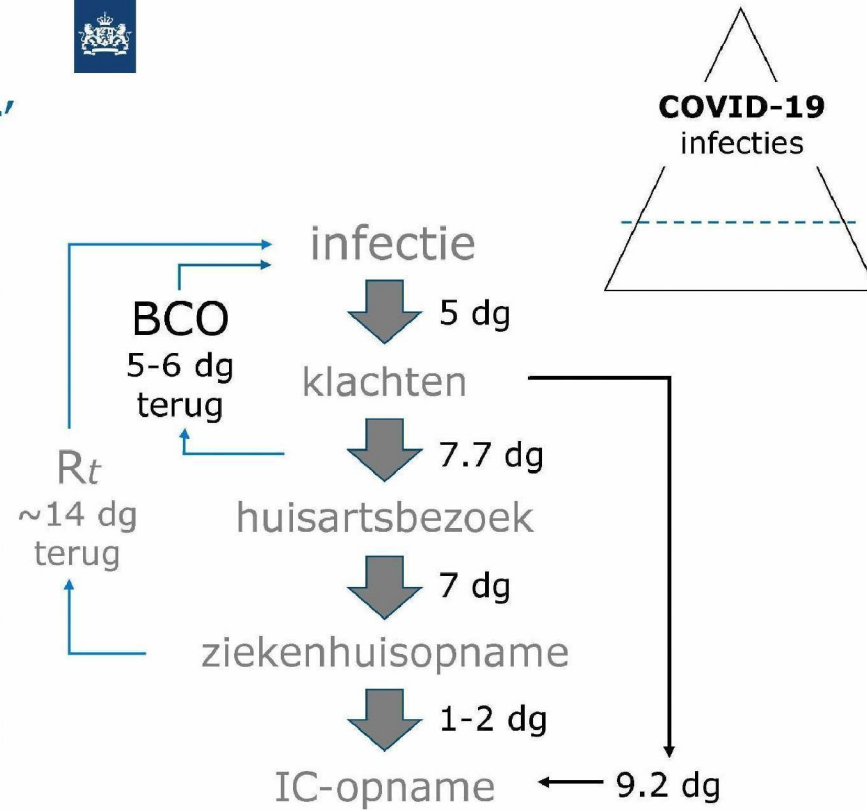 COVID-19
infecties
infectie
5 dg
BCO
5-6 dg
terug
klachten
7.7 dg
Rt
~14 dg
terug
huisartsbezoek
7 dg
ziekenhuisopname
1-2 dg
IC-opname
9.2 dg